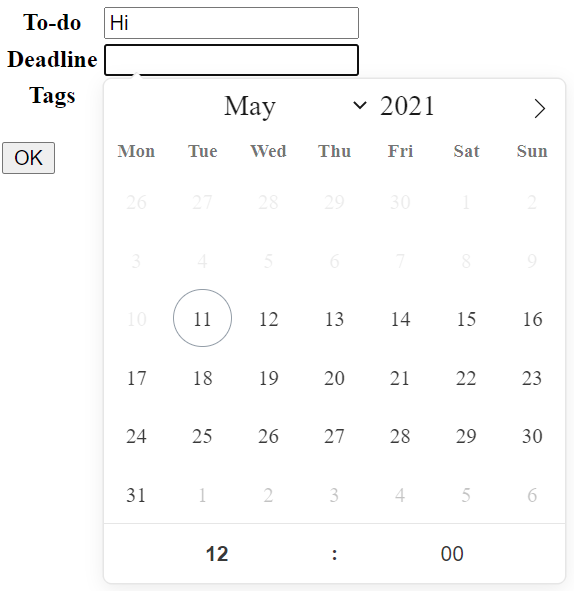 To-do Hi
Deadline
Tags
OK
May 2021
Mon Tue Wed Thu Fri Sat Sun
26 27 28 29 30 1 2
3 4 5 6 7 8 9
10 11 12 13 14 15 16
17 18 19 20 21 22 23
24 25 26 27 28 29 30
31 1 2 3 4 5 6
12 : 00